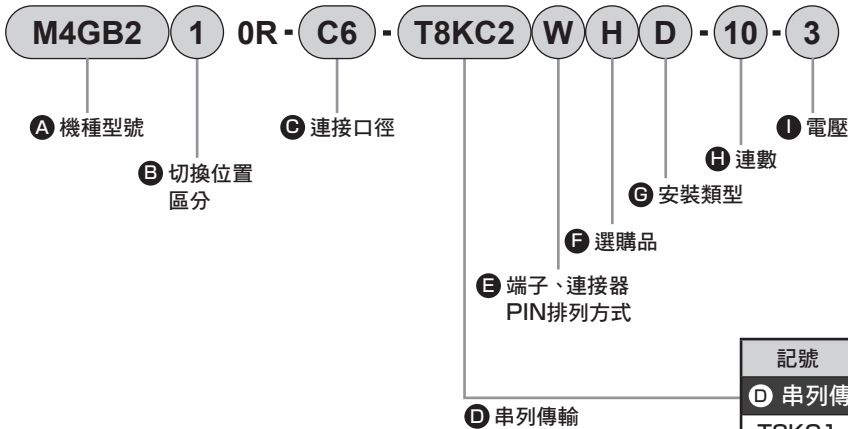 M4GB2 1 0R - C6 - T8KC2 W H D - 10 - 3
A 機種型號
C 連接口徑
I 電壓
B 切換位置
區分
H 連數
G 安裝類型
F 選購品
E 端子、連接器
PIN排列方式
D 串列傳輸
記號
D 串列傳